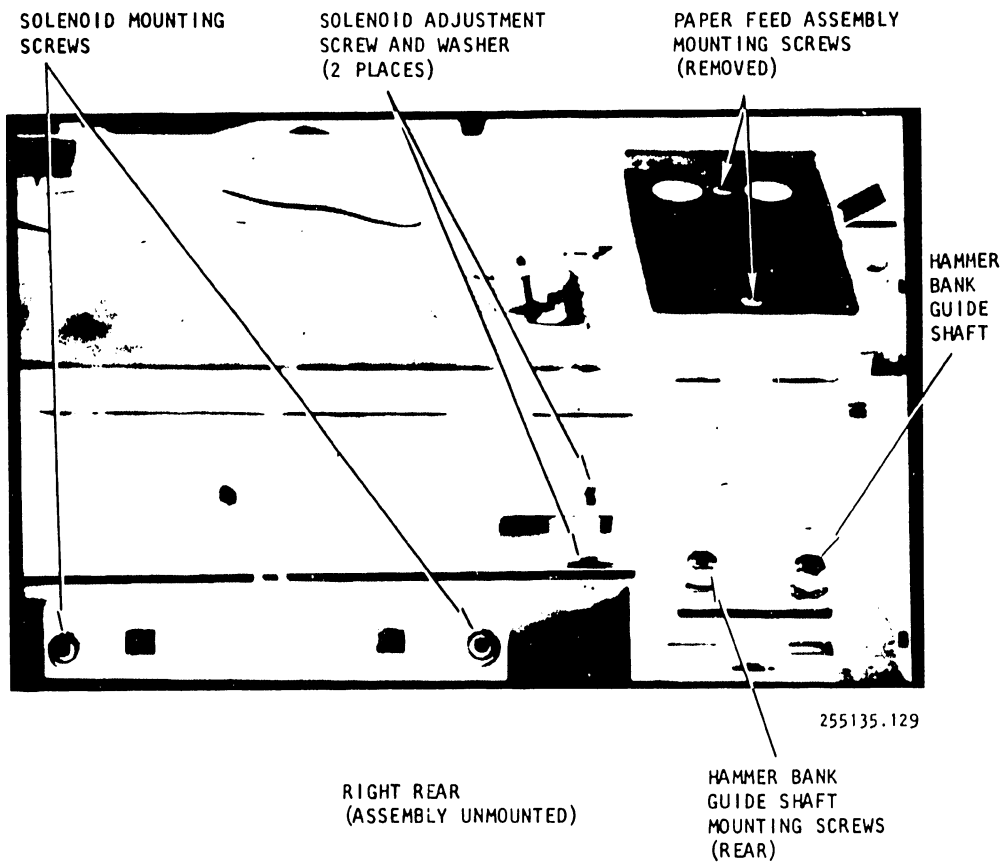 SOLENOID MOUNTING
SCREWS
SOLENOID ADJUSTMENT
SCREW AND WASHER
(2 PLACES)
PAPER FEED ASSEMBLY
MOUNTING SCREWS
(REMOVED)
HAMMER
BANK
GUIDE
SHAFT
255135.129
RIGHT REAR
(ASSEMBLY UNMOUNTED)
HAMMER BANK
GUIDE SHAFT
MOUNTING SCREWS
(REAR)